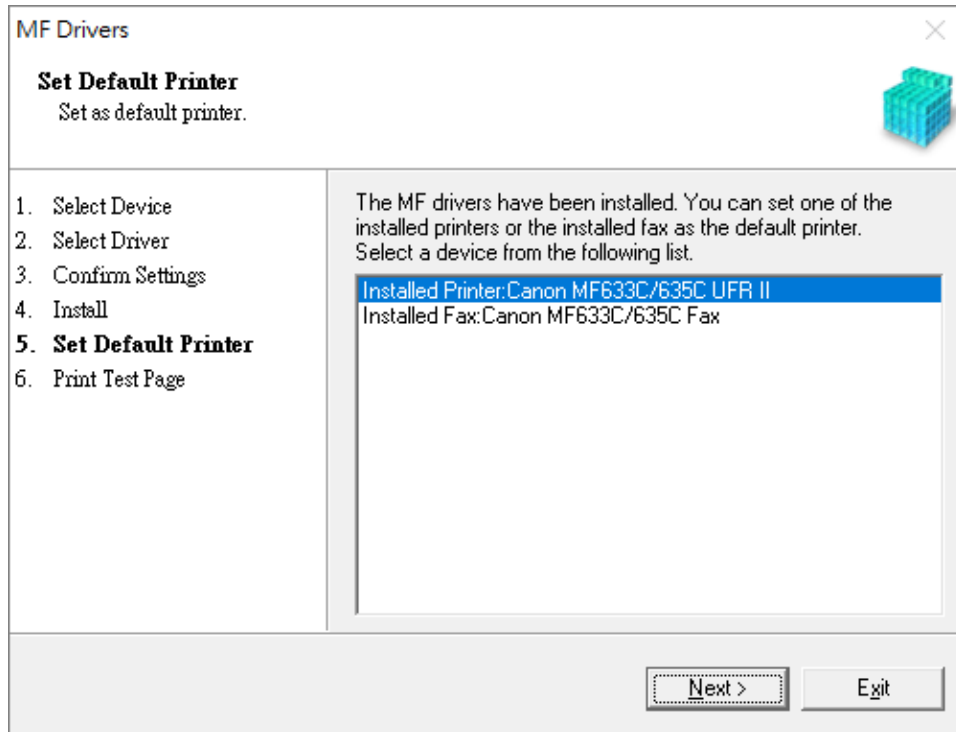 MF Drivers
Set Default Printer
Set as default printer.
1. Select Device
2. Select Driver
3. Confirm Settings
4. Install
5. Set Default Printer
6. Print Test Page
The MF drivers have been installed. You can set one of the
installed printers or the installed fax as the default printer.
Select a device from the following list.
Installed Printer:Canon MF633C/635C UFR II
Installed Fax:Canon MF633C/635C Fax
Next >
Exit